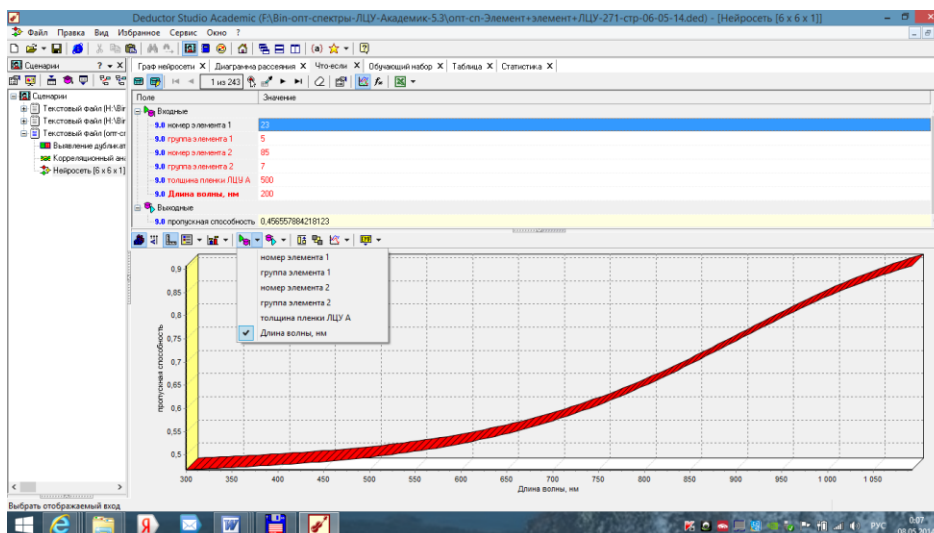 Deductor Studio Academic (F:\Bin-опт-спектры-ЛЦУ-Академик-5.3\опт-сп-Элемент+элемент+ЛЦУ-271-стр-06-05-14.ded) - [Нейросеть [6 x 6 x 1]]
Файл Правка Вид Избранное Сервис Окно ?
Сценарии
Граф нейросети X Диаграмма рассеяния X Что-если X Обучающий набор X Таблица X Статистика X
1 из 243
Сценарии
Текстовый файл (H:\Bir
Текстовый файл (H:\Bir
Текстовый файл (опт-сп
Выявление дубликат
Корреляционный ана
Нейросеть [6 x 6 x 1]
Поле Значение
Входные
9.0 номер элемента 1 23
9.0 группа элемента 1 5
9.0 номер элемента 2 85
9.0 группа элемента 2 7
9.0 толщина пленки ЛЦУ А 500
9.0 Длина волны, нм 200
Выходные
9.0 пропускная способность 0,456557884218123
номер элемента 1
группа элемента 1
номер элемента 2
группа элемента 2
толщина пленки ЛЦУ А
Длина волны, нм
пропускная способность
0,9
0,85
0,8
0,75
0,7
0,65
0,6
0,55
0,5
300 350 400 450 500 550 600 650 700 750 800 850 900 950 1 000 1 050
Длина волны, нм
Выбрать отображаемый вход
РУС
0:07
08.05.2014